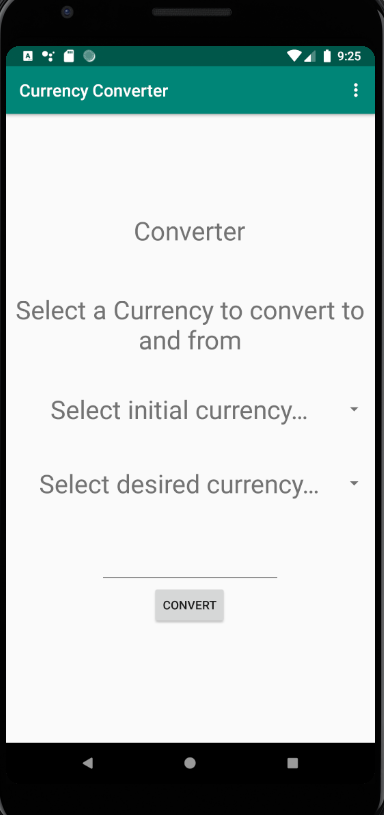 9:25
Currency Converter
Converter
Select a Currency to convert to
and from
Select initial currency...
Select desired currency...
CONVERT